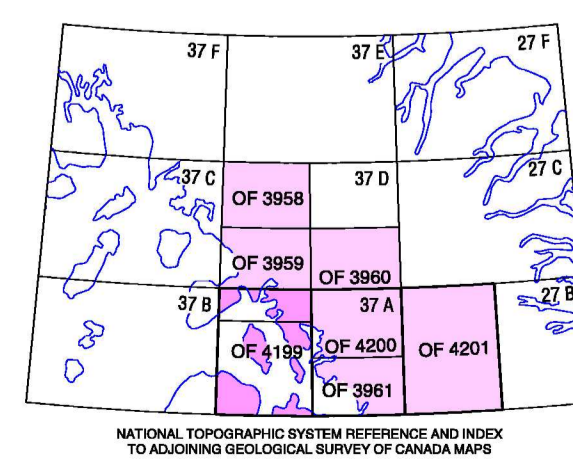 37 F
37 E
27 F
37 C
37 D
27 C
OF 3958
OF 3959
OF 3960
37 B
37 A
27 B
OF 4199
OF 4200
OF 4201
OF 3961
NATIONAL TOPOGRAPHIC SYSTEM REFERENCE AND INDEX
TO ADJOINING GEOLOGICAL SURVEY OF CANADA MAPS